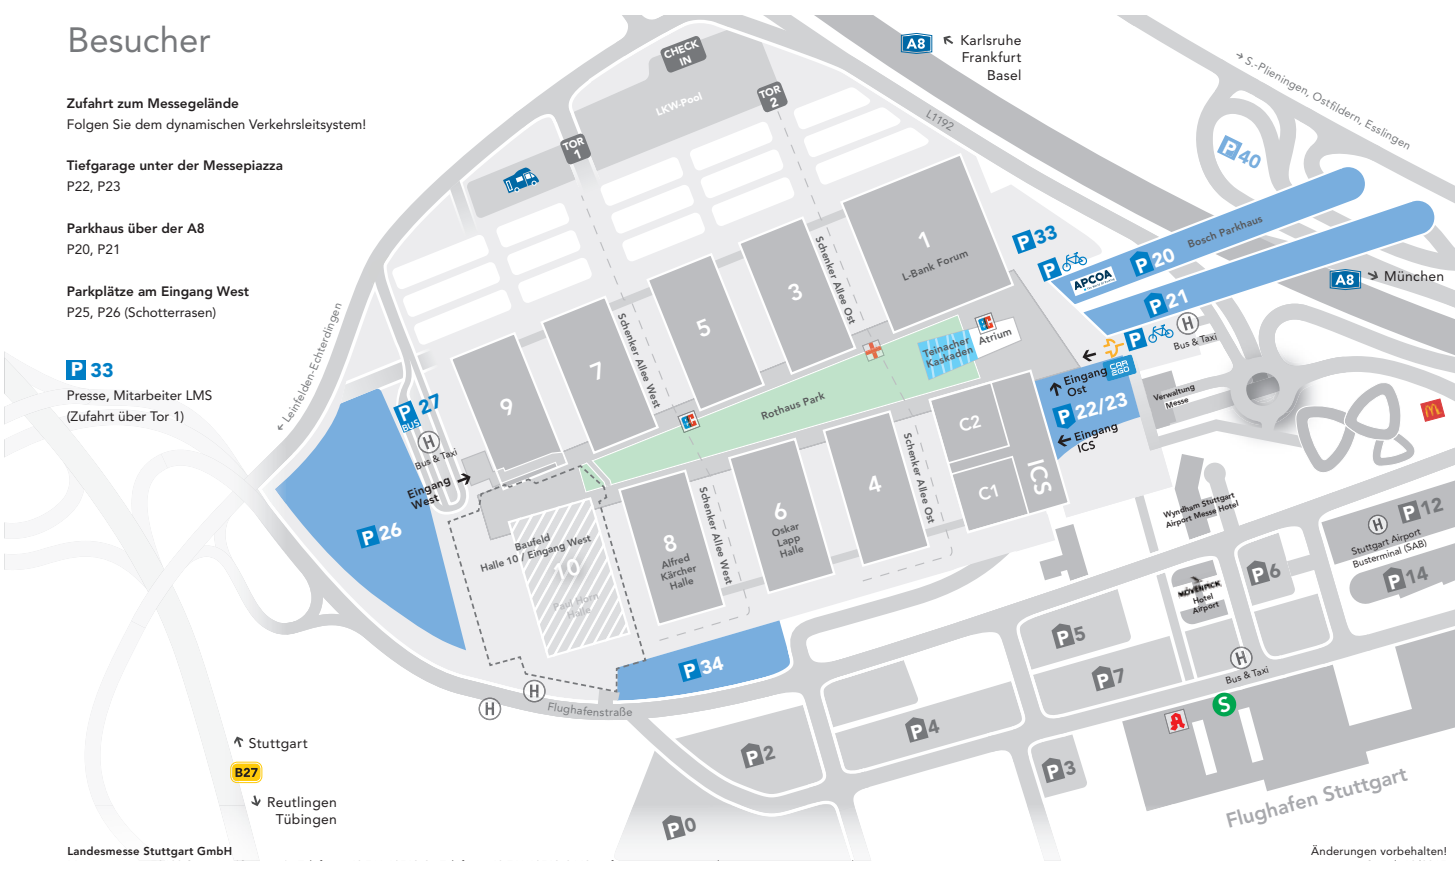 Besucher
Zufahrt zum Messegelände
Folgen Sie dem dynamischen Verkehrsleitsystem!
Tiefgarage unter der Messepiazza
P22, P23
Parkhaus über der A8
P20, P21
Parkplätze am Eingang West
P25, P26 (Schotterrasen)
P 33
Presse, Mitarbeiter LMS
(Zufahrt über Tor 1)
A8
Karlsruhe
Frankfurt
Basel
S.-Plieningen, Ostfildern, Esslingen
CHECK
IN
LKW-Pool
TOR
2
TOR
1
L1192
P 40
1
L-Bank Forum
P 33
P
APCOA
P 20
Bosch Parkhaus
P 21
A8
München
H
Bus & Taxi
P
Leinfelden-Echterdingen
Schenker Allee Ost
3
5
Schenker Allee West
7
9
Teinacher
Kaskaden
Atrium
Rothaus Park
Eingang
Ost
CAR
2GO
P 22/23
Eingang
ICS
Verwaltung
Messe
P 27
BUS
H
Bus & Taxi
Eingang
West
C2
C1
ICS
Schenker Allee Ost
4
6
Oskar
Lapp
Halle
Schenker Allee West
8
Alfred
Kärcher
Halle
Baufeld
Halle 10 / Eingang West
10
Paul Horn
Halle
P 26
P 34
H
H
Flughafenstraße
Wyndham Stuttgart
Airport Messe Hotel
H
P 12
Stuttgart Airport
Busterminal (SAB)
P 14
P 6
MÖVENPICK
Hotel
Airport
P 5
P 7
H
Bus & Taxi
S
A
P 4
P 2
P 3
P 0
Flughafen Stuttgart
Stuttgart
B27
Reutlingen
Tübingen
Landesmesse Stuttgart GmbH
Änderungen vorbehalten!